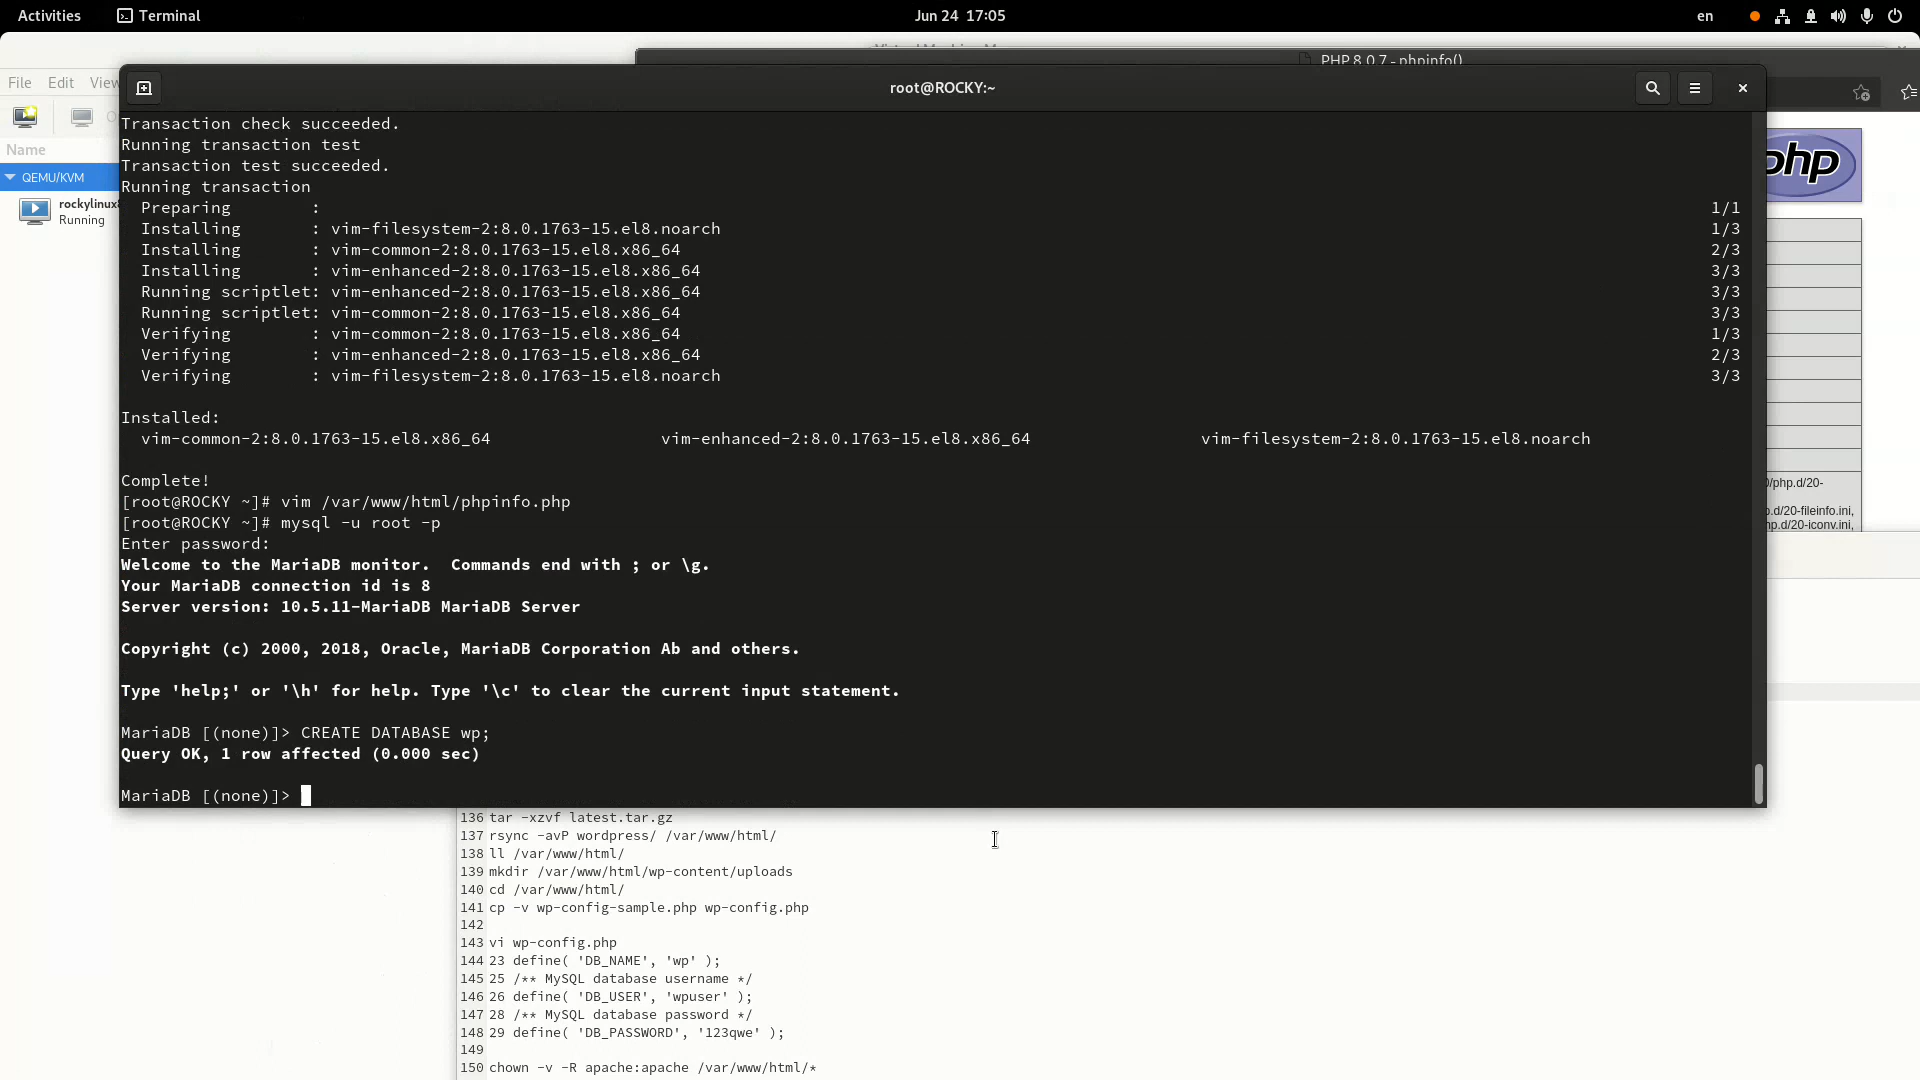 Activities Terminal Jun 24 17:05 en
PHP 8.0.7 - phpinfo()
File Edit View
root@ROCKY:~
Name
QEMU/KVM
rockylinux8
Running
php
Transaction check succeeded.
Running transaction test
Transaction test succeeded.
Running transaction
Preparing : 1/1
Installing : vim-filesystem-2:8.0.1763-15.el8.noarch 1/3
Installing : vim-common-2:8.0.1763-15.el8.x86_64 2/3
Installing : vim-enhanced-2:8.0.1763-15.el8.x86_64 3/3
Running scriptlet: vim-enhanced-2:8.0.1763-15.el8.x86_64 3/3
Running scriptlet: vim-common-2:8.0.1763-15.el8.x86_64 3/3
Verifying : vim-common-2:8.0.1763-15.el8.x86_64 1/3
Verifying : vim-enhanced-2:8.0.1763-15.el8.x86_64 2/3
Verifying : vim-filesystem-2:8.0.1763-15.el8.noarch 3/3
Installed:
vim-common-2:8.0.1763-15.el8.x86_64 vim-enhanced-2:8.0.1763-15.el8.x86_64 vim-filesystem-2:8.0.1763-15.el8.noarch
Complete!
[root@ROCKY ~]# vim /var/www/html/phpinfo.php
[root@ROCKY ~]# mysql -u root -p
Enter password:
Welcome to the MariaDB monitor.  Commands end with ; or \g.
Your MariaDB connection id is 8
Server version: 10.5.11-MariaDB MariaDB Server
Copyright (c) 2000, 2018, Oracle, MariaDB Corporation Ab and others.
Type 'help;' or '\h' for help. Type '\c' to clear the current input statement.
MariaDB [(none)]> CREATE DATABASE wp;
Query OK, 1 row affected (0.000 sec)
MariaDB [(none)]>
/php.d/20-
p.d/20-fileinfo.ini,
hp.d/20-iconv.ini,
136 tar -xzvf latest.tar.gz
137 rsync -avP wordpress/ /var/www/html/
138 ll /var/www/html/
139 mkdir /var/www/html/wp-content/uploads
140 cd /var/www/html/
141 cp -v wp-config-sample.php wp-config.php
142
143 vi wp-config.php
144 23 define( 'DB_NAME', 'wp' );
145 25 /** MySQL database username */
146 26 define( 'DB_USER', 'wpuser' );
147 28 /** MySQL database password */
148 29 define( 'DB_PASSWORD', '123qwe' );
149
150 chown -v -R apache:apache /var/www/html/*